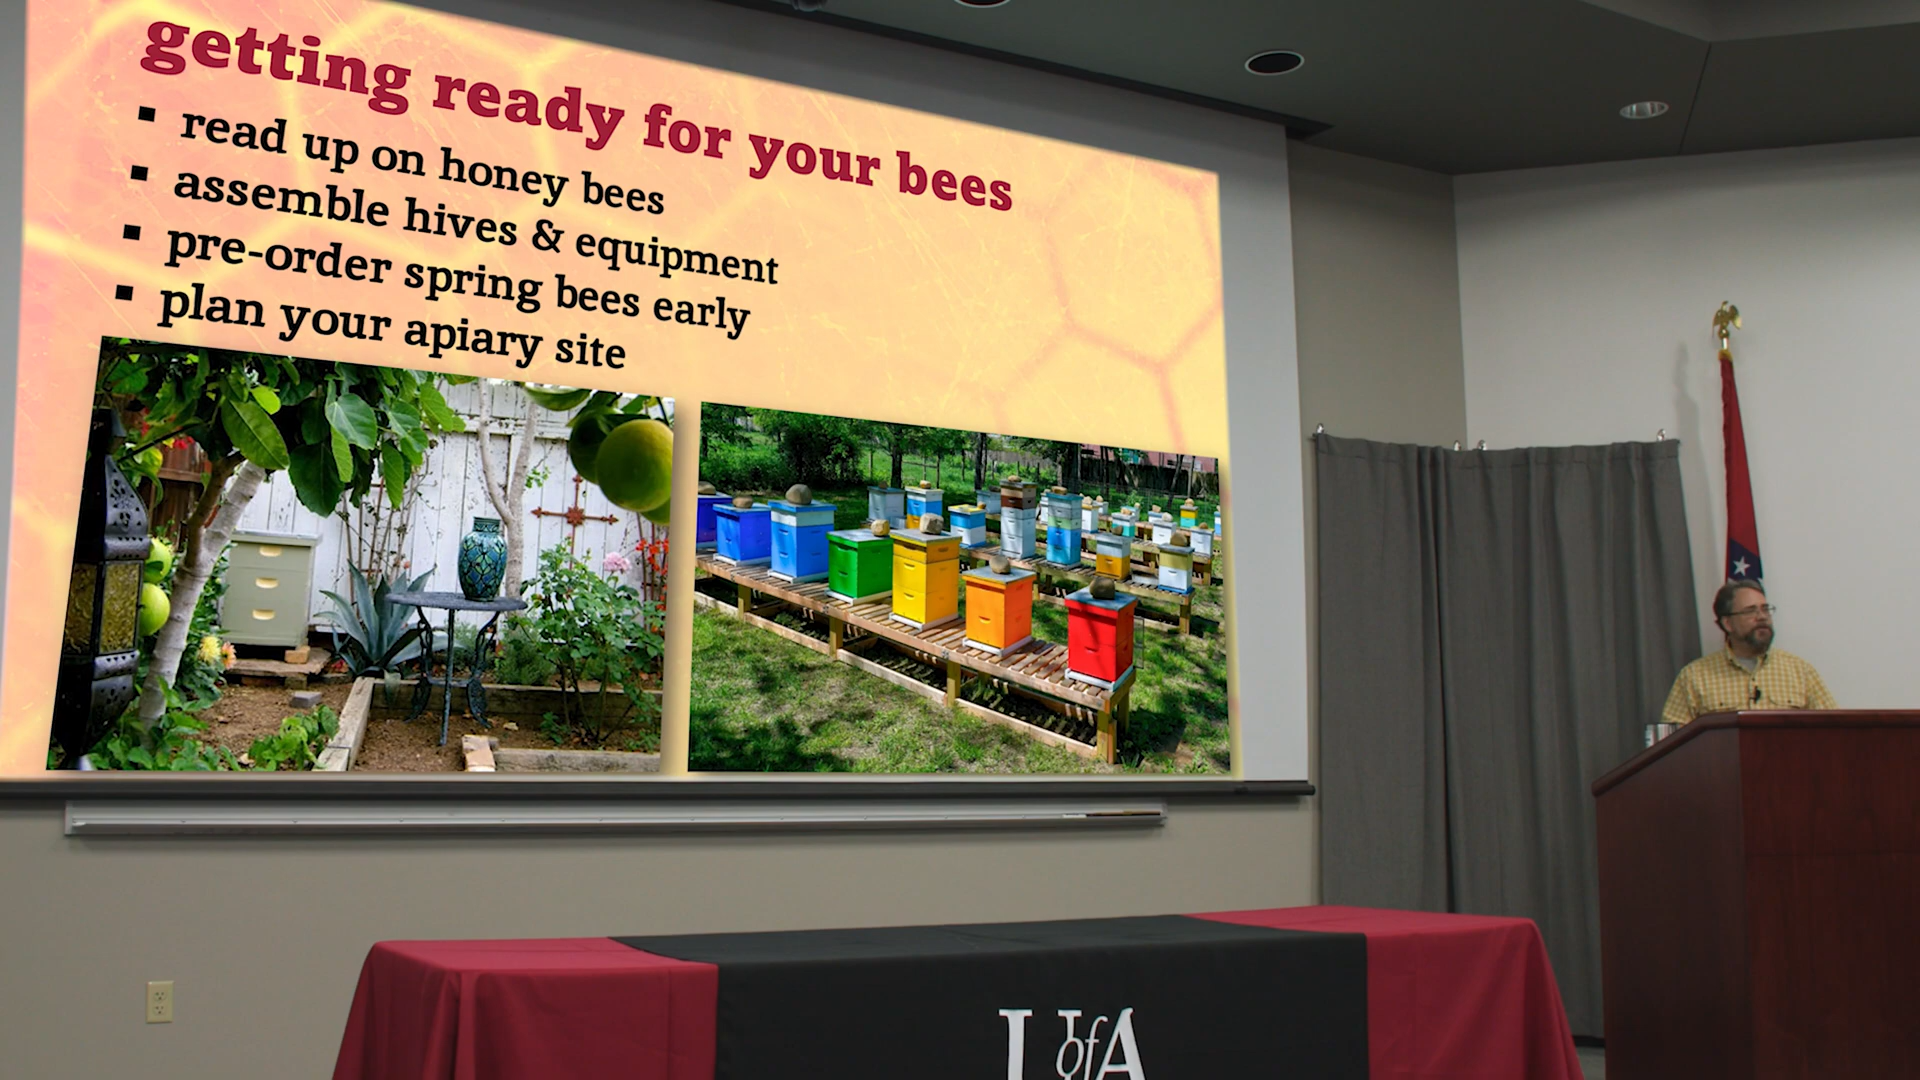 getting ready for your bees
▪ read up on honey bees
▪ assemble hives & equipment
▪ pre-order spring bees early
▪ plan your apiary site
U of A